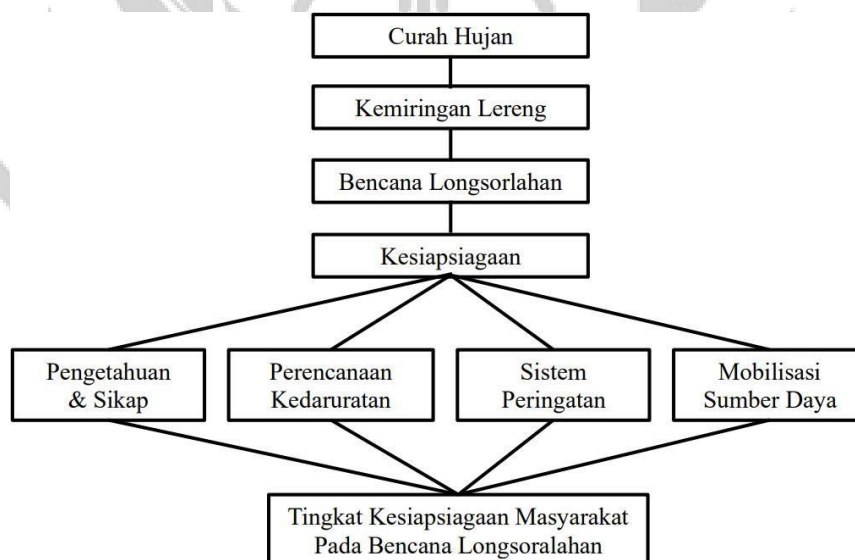 Curah Hujan
Kemiringan Lereng
Bencana Longsorlahan
Kesiapsiagaan
Pengetahuan
& Sikap
Perencanaan
Kedaruratan
Sistem
Peringatan
Mobilisasi
Sumber Daya
Tingkat Kesiapsiagaan Masyarakat
Pada Bencana Longsoralahan